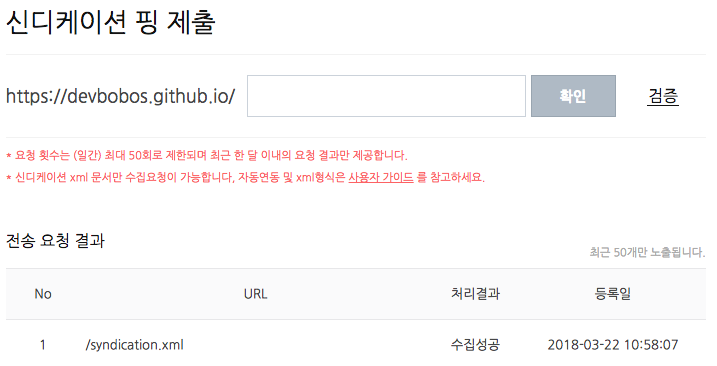 신디케이션 핑 제출
https://devbobos.github.io/ 확인 검증
* 요청 횟수는 (일간) 최대 50회로 제한되며 최근 한 달 이내의 요청 결과만 제공합니다.
* 신디케이션 xml 문서만 수집요청이 가능합니다, 자동연동 및 xml형식은 사용자 가이드 를 참고하세요.
전송 요청 결과
최근 50개만 노출됩니다.
No URL 처리결과 등록일
1 /syndication.xml 수집성공 2018-03-22 10:58:07